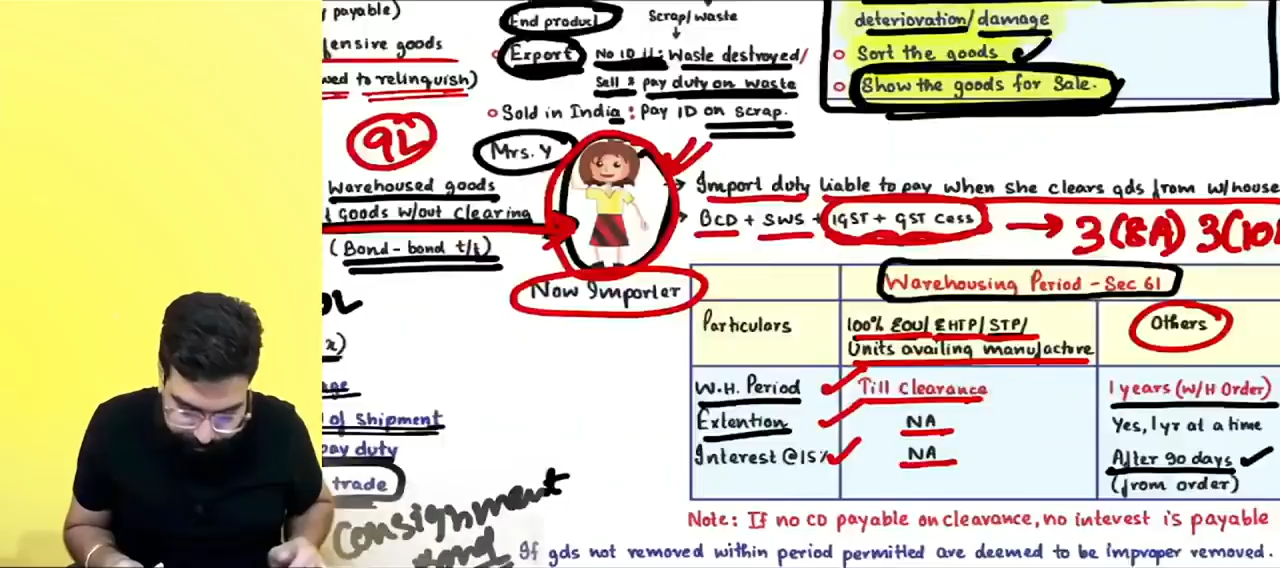 payable)
fensive goods
wed to relinquish)
9L
Warehoused goods
goods w/out clearing
(Bond-bond t/f)
of shipment
pay duty
trade
Consignment
End product
Scrap/waste
Export
No ID if: Waste destroyed/
Sell & pay duty on waste
Sold in India: Pay ID on scrap.
Mrs. Y
Now Importer
deteriovation/ damage
Sort the goods
Show the goods for Sale.
Import duty liable to pay when she clears gds from w/house
BCD + SWS + IGST + GST Cess → 3(8A) 3(10
Warehousing Period - Sec 61
Particulars
100% EOU/ EHTP/ STP/
Units availing manufacture
Others
W.H. Period
Till Clearance
1 years (W/H Order)
Extention
NA
Yes, 1 yr at a time
Interest @15%
NA
After 90 days
(from order)
Note: If no CD payable on clearance, no interest is payable
If gds not removed within period permitted are deemed to be improper removed.